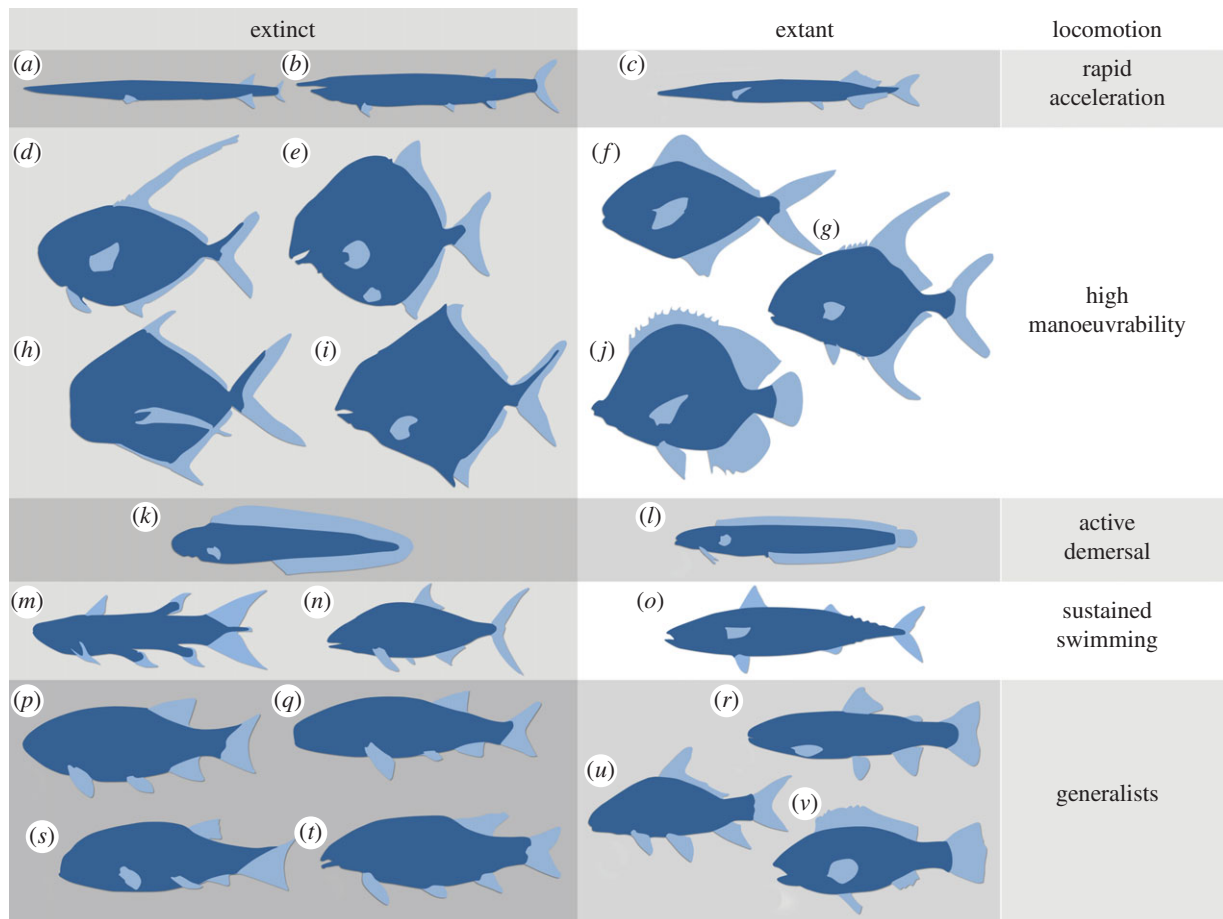 extinct extant locomotion
(a) (b) (c) rapid
acceleration
(d) (e) (f)
(g)
high
manoeuvrability
(h) (i) (j)
(k) (l) active
demersal
(m) (n) (o) sustained
swimming
(p) (q) (r)
(u) (v) generalists
(s) (t)